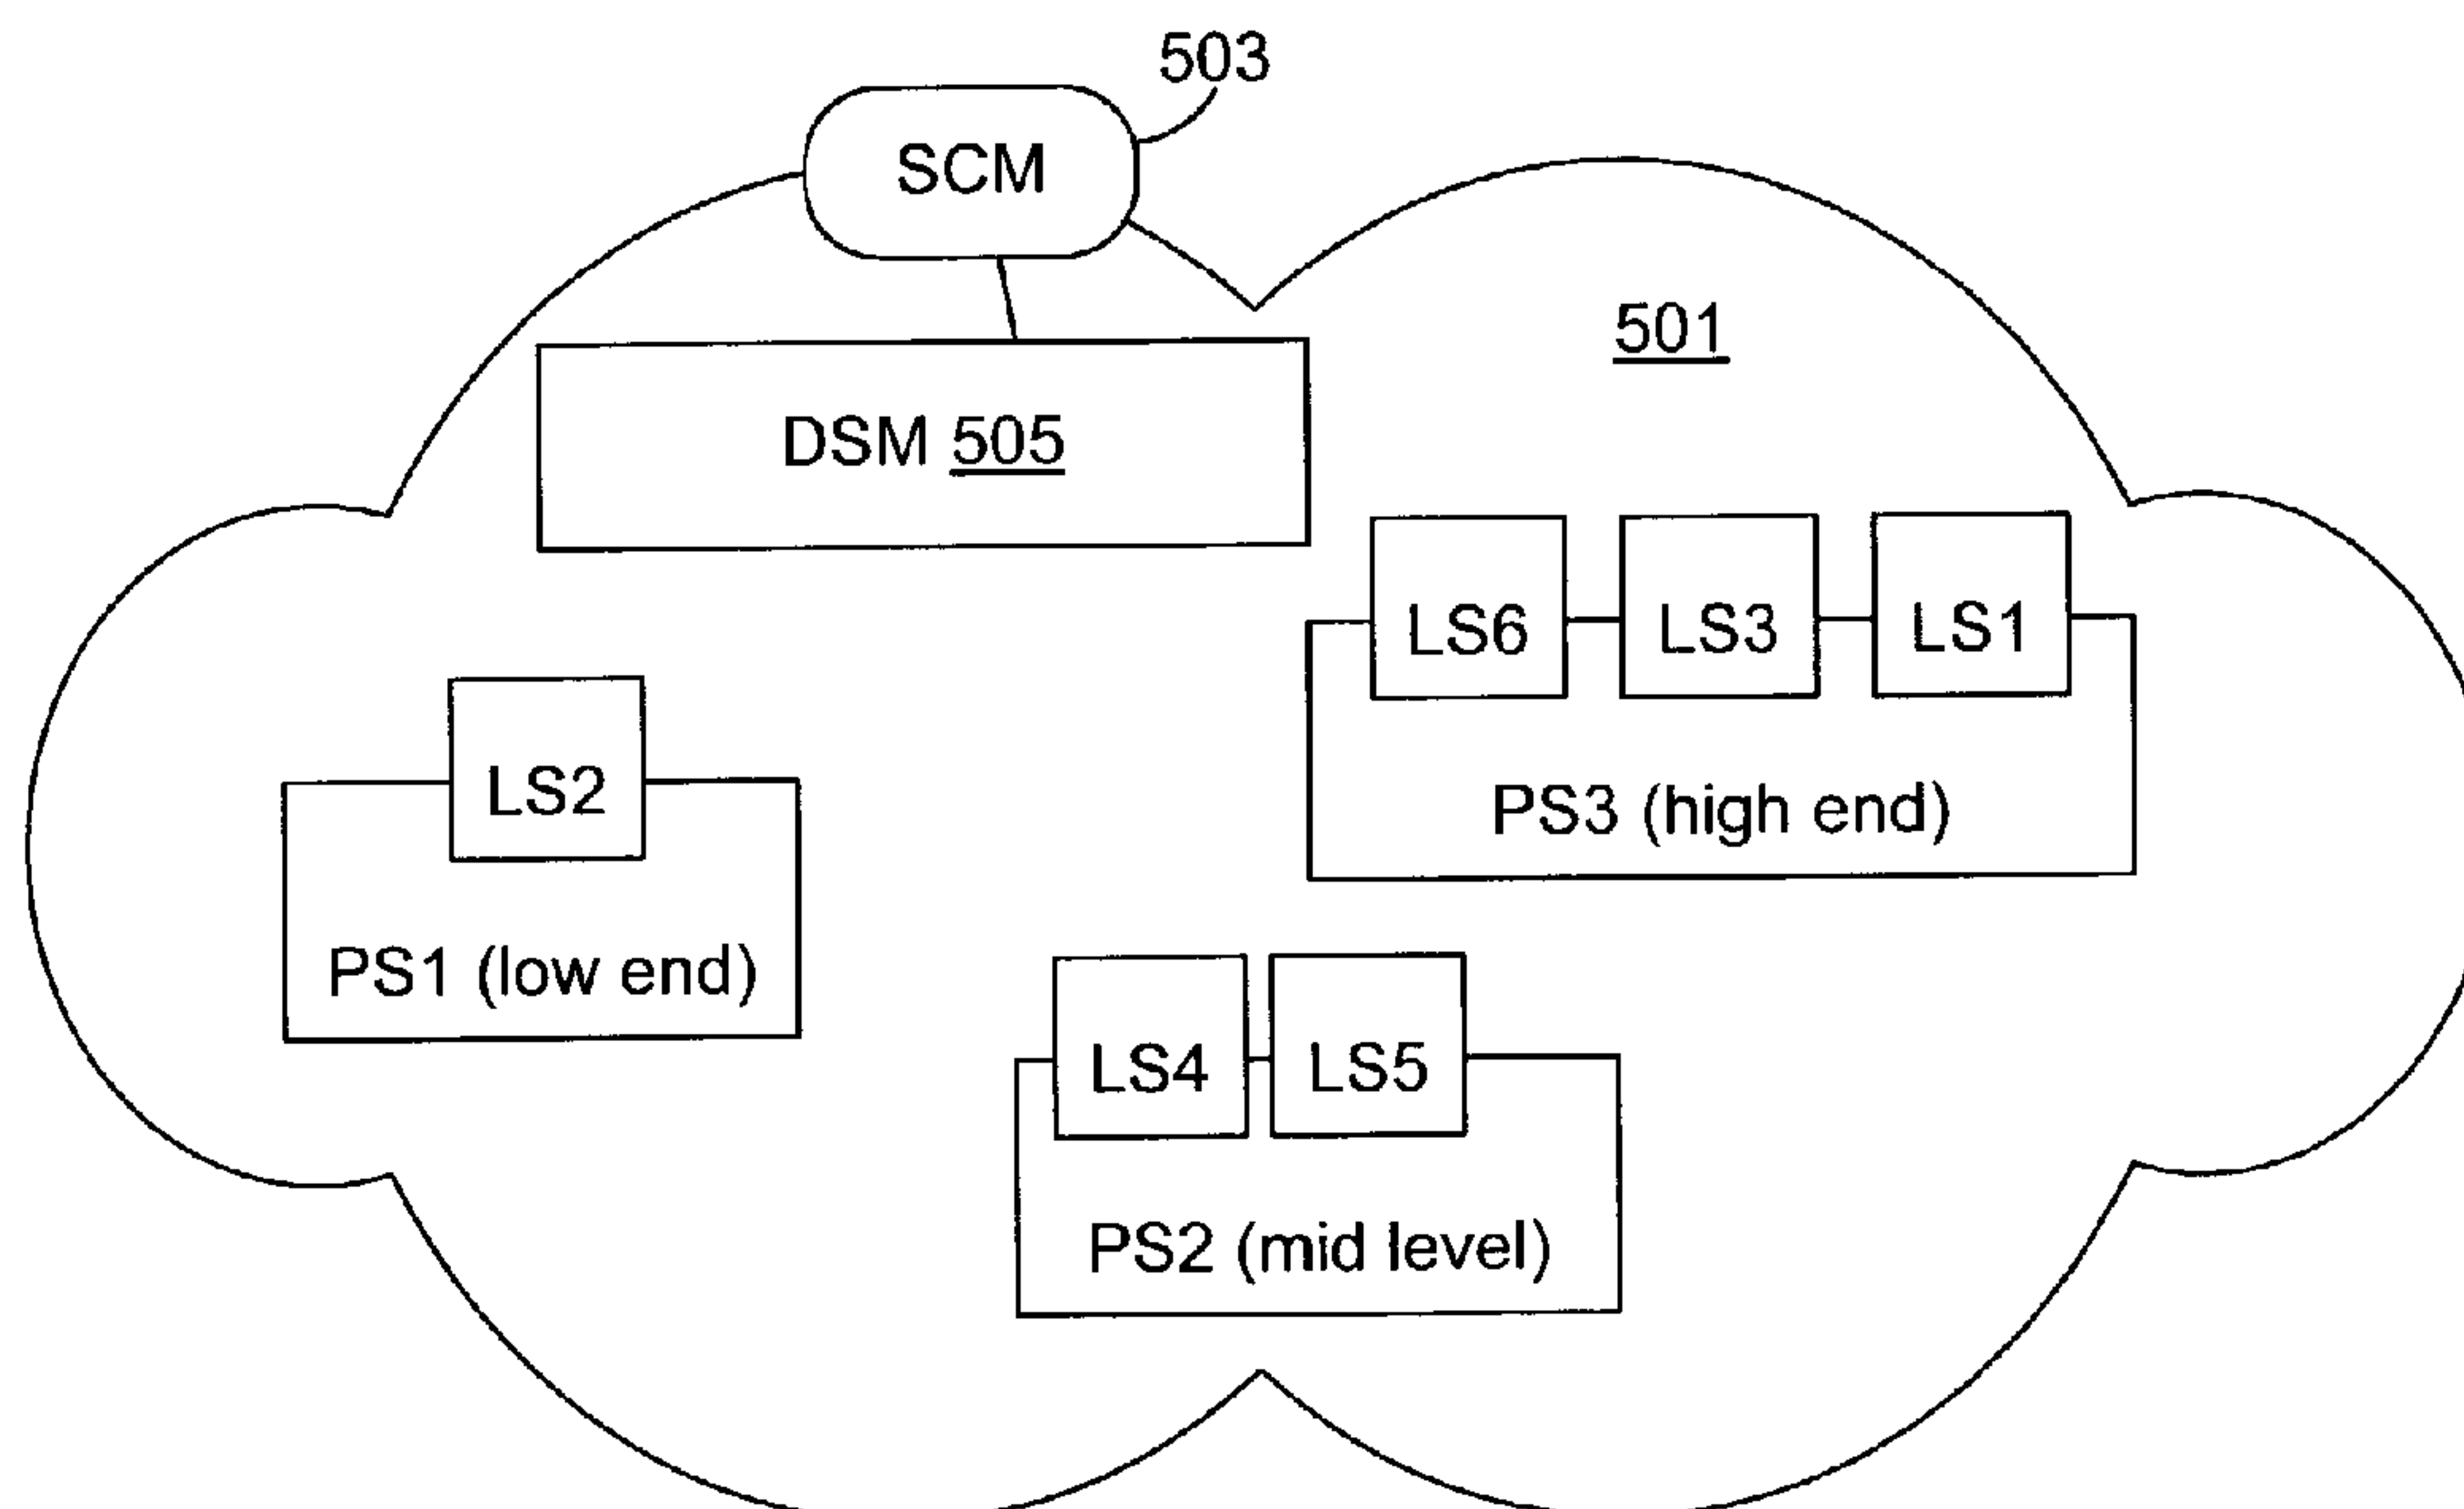 503
SCM
501
DSM 505
LS6 LS3 LS1
LS2
PS3 (high end)
PS1 (low end)
LS4 LS5
PS2 (mid level)